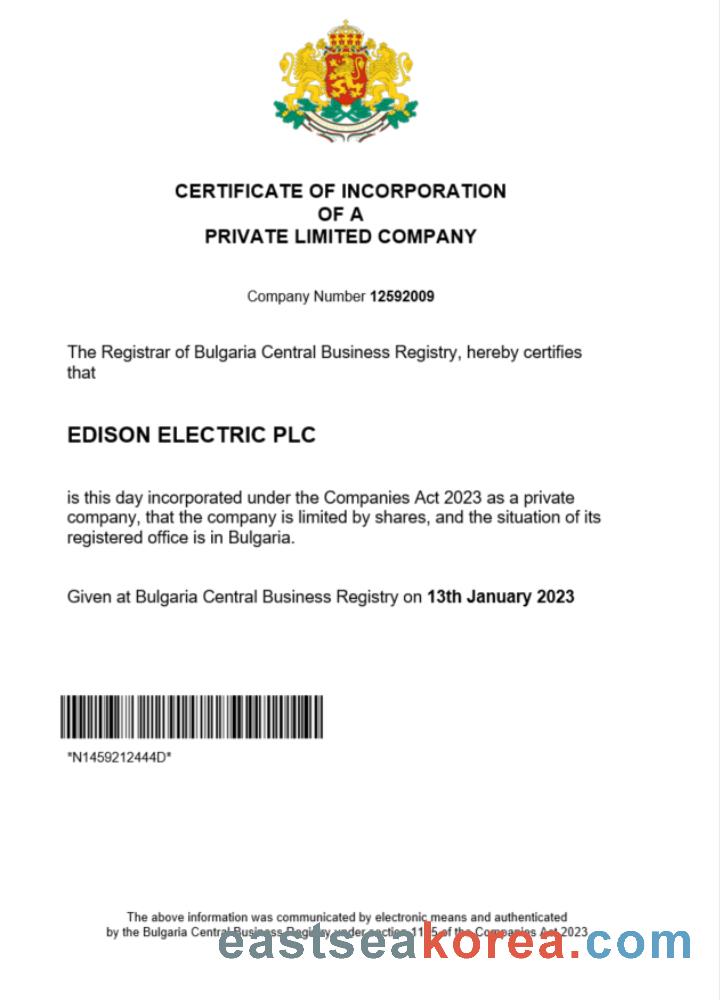 CERTIFICATE OF INCORPORATION
OF A
PRIVATE LIMITED COMPANY
Company Number 12592009
The Registrar of Bulgaria Central Business Registry, hereby certifies
that
EDISON ELECTRIC PLC
is this day incorporated under the Companies Act 2023 as a private
company, that the company is limited by shares, and the situation of its
registered office is in Bulgaria.
Given at Bulgaria Central Business Registry on 13th January 2023
*N1459212444D*
The above information was communicated by electronic means and authenticated
by the Bulgaria Central Business Registry under section 1115 of the Companies Act 2023
eastseakorea.com